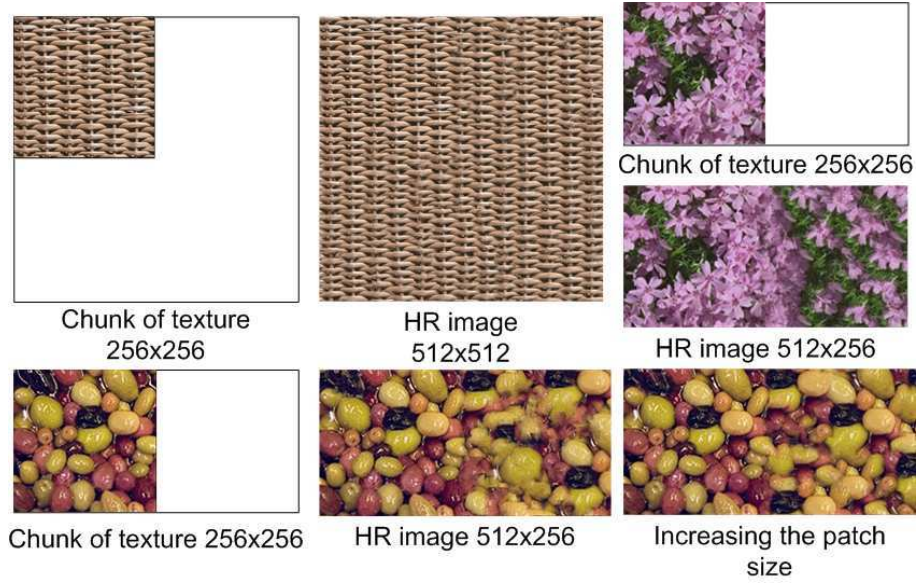 Chunk of texture
256x256
HR image
512x512
Chunk of texture 256x256
HR image 512x256
Chunk of texture 256x256
HR image 512x256
Increasing the patch
size